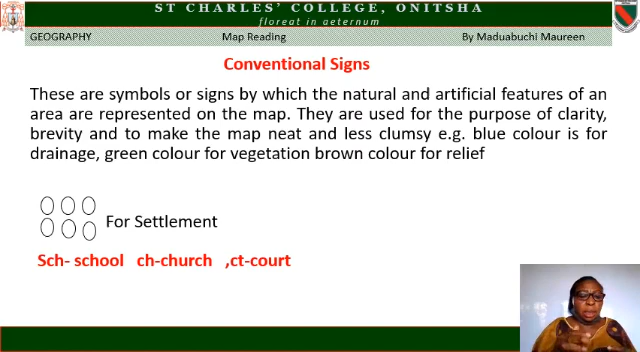 ST CHARLES' COLLEGE, ONITSHA
floreat in aeternum
GEOGRAPHY Map Reading By Maduabuchi Maureen
Conventional Signs
These are symbols or signs by which the natural and artificial features of an
area are represented on the map. They are used for the purpose of clarity,
brevity and to make the map neat and less clumsy e.g. blue colour is for
drainage, green colour for vegetation brown colour for relief
For Settlement
Sch- school ch-church ,ct-court